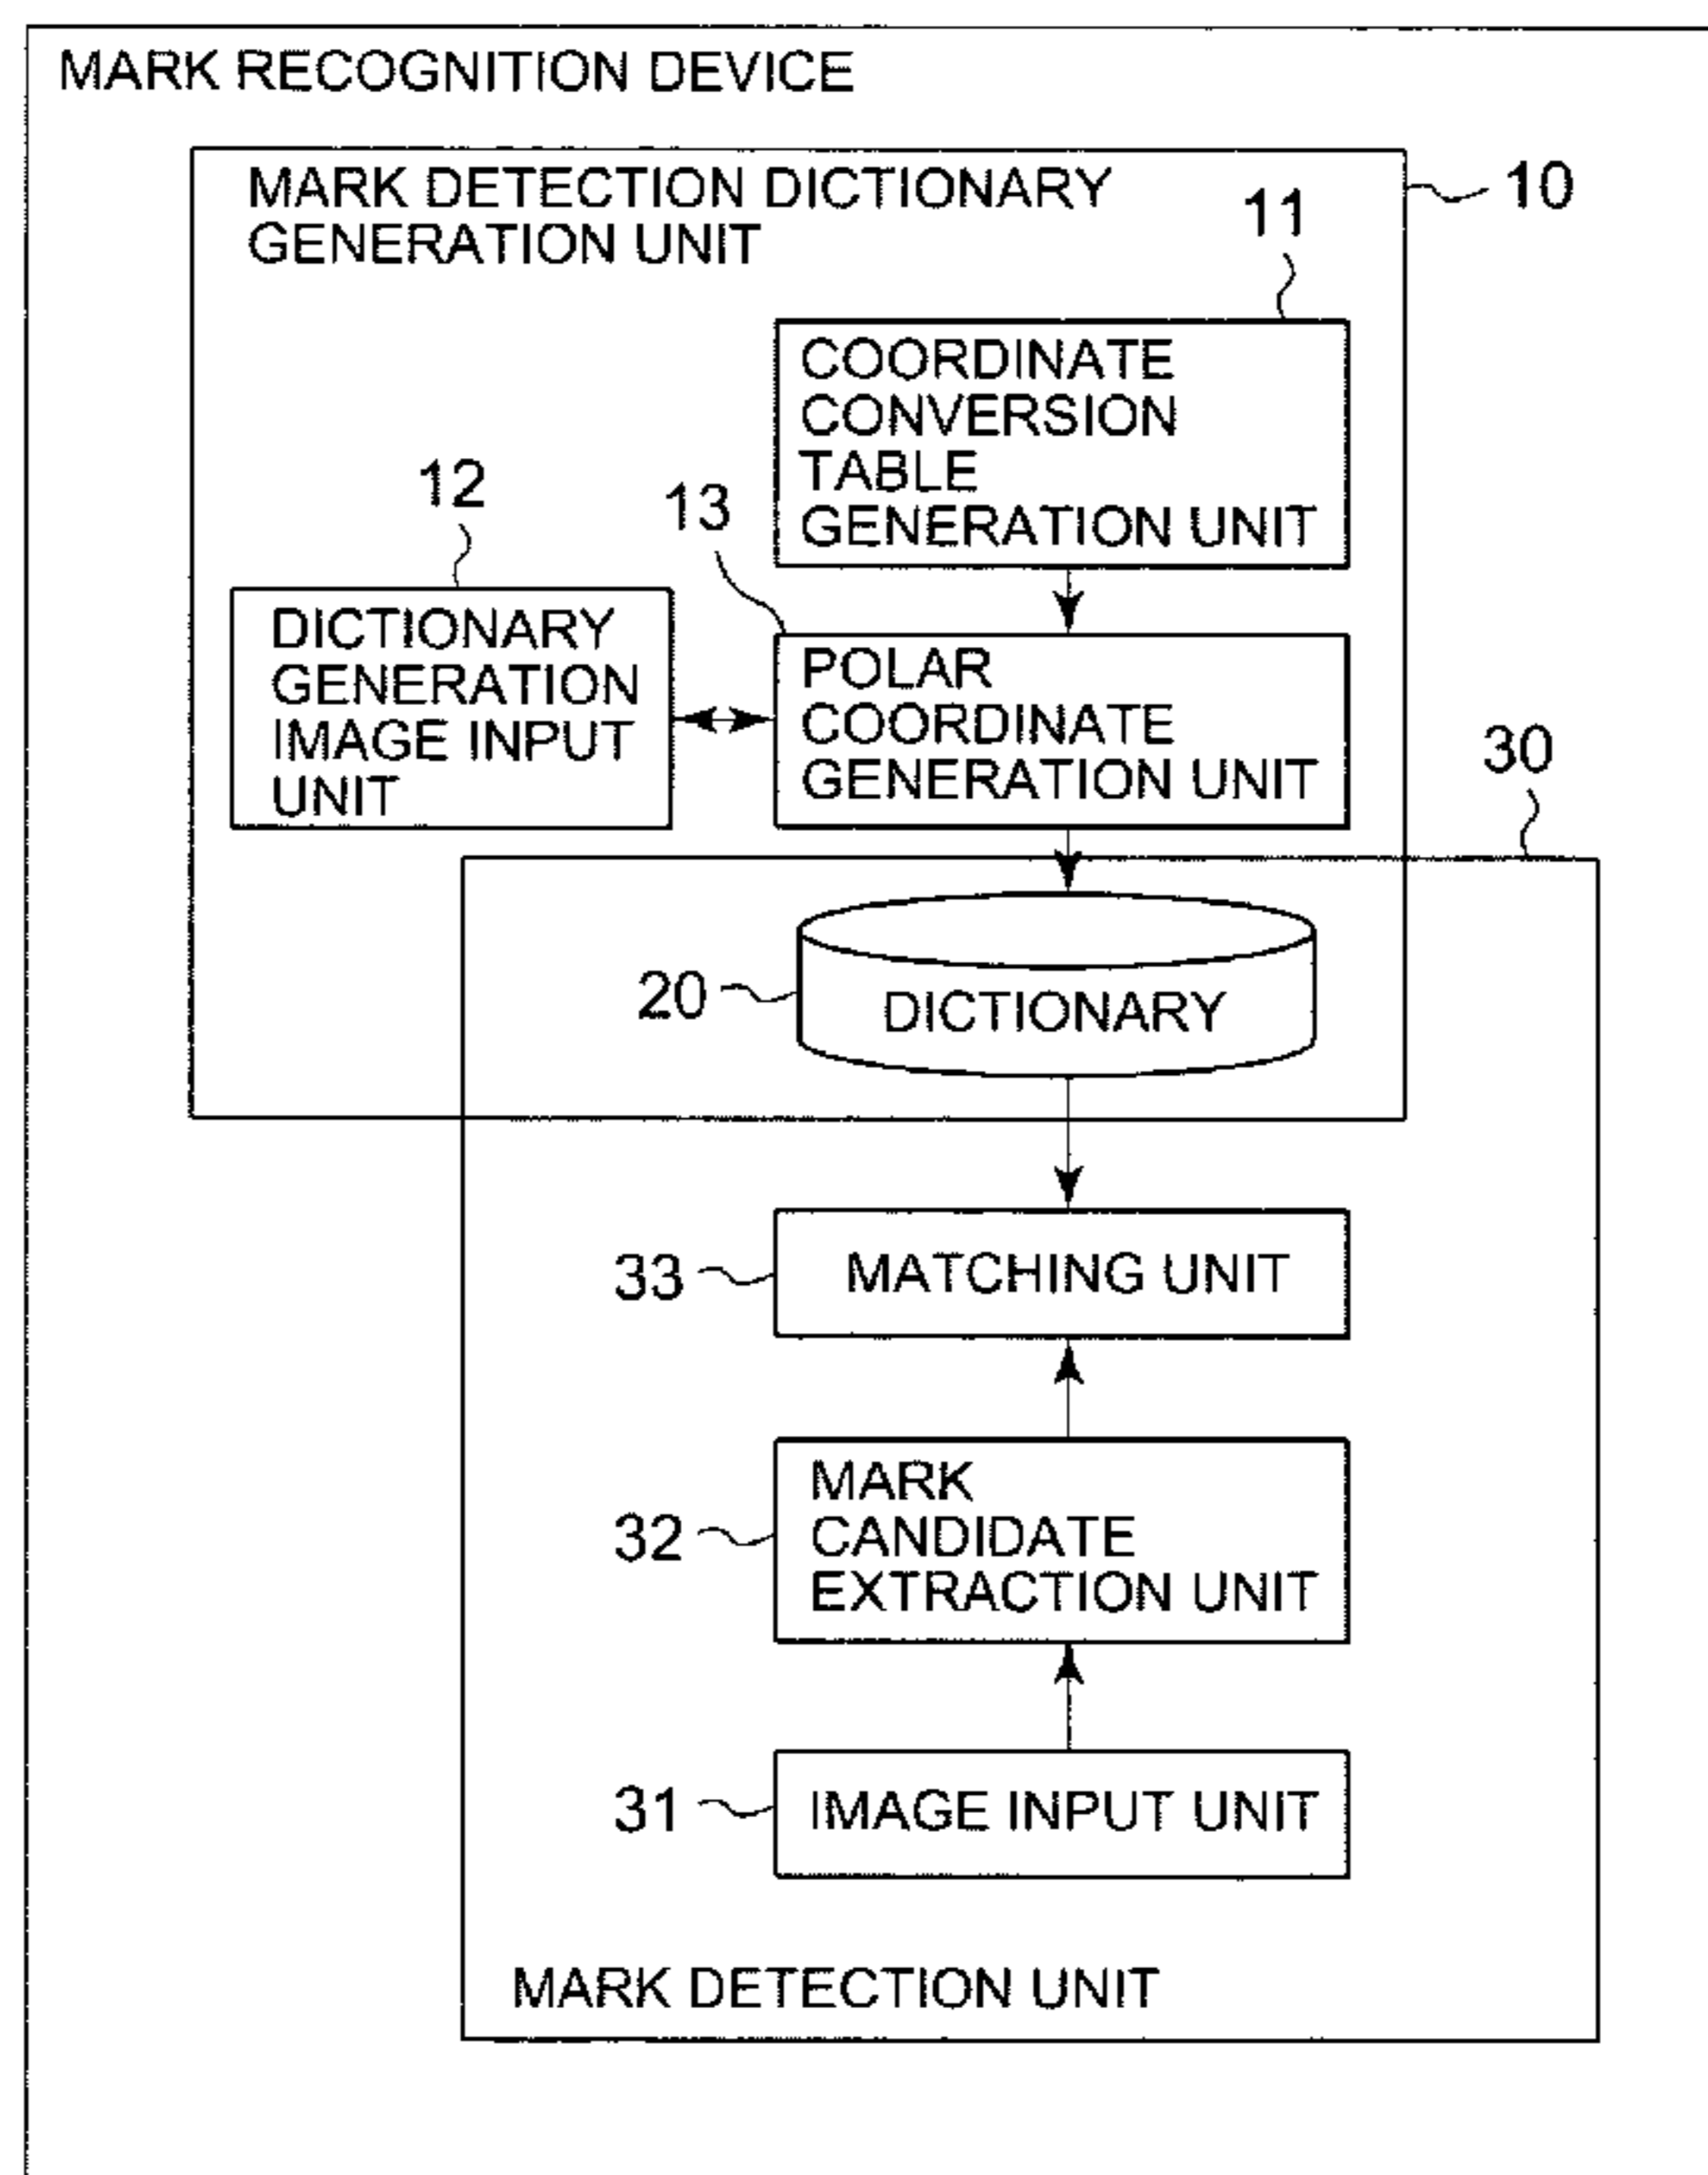 MARK RECOGNITION DEVICE
MARK DETECTION DICTIONARY
GENERATION UNIT
10
11
COORDINATE
CONVERSION
TABLE
GENERATION UNIT
12
13
DICTIONARY
GENERATION
IMAGE INPUT
UNIT
POLAR
COORDINATE
GENERATION UNIT
30
20
DICTIONARY
33
MATCHING UNIT
32
MARK
CANDIDATE
EXTRACTION UNIT
31
IMAGE INPUT UNIT
MARK DETECTION UNIT